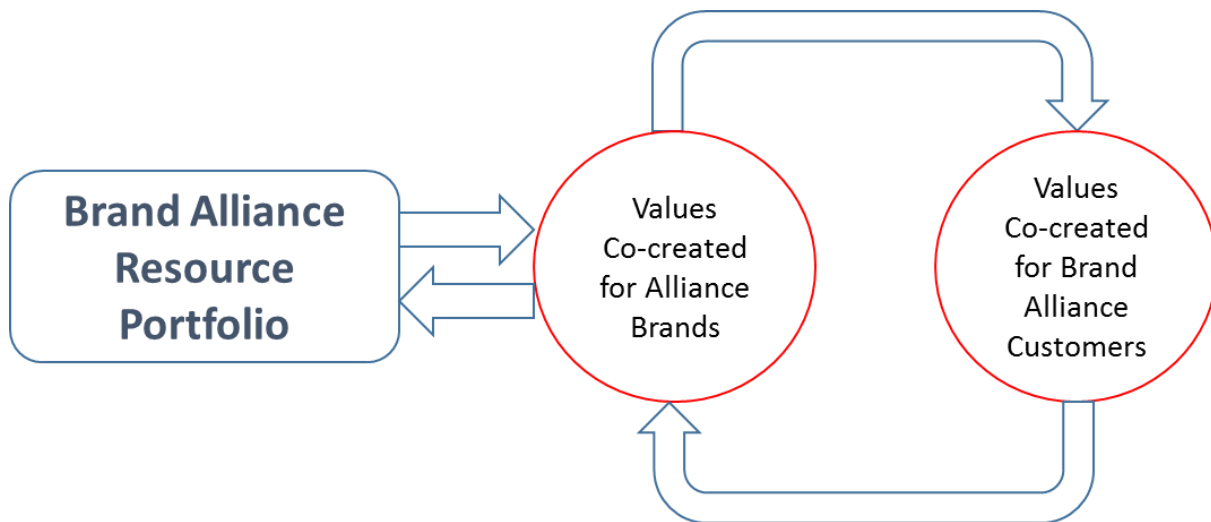 Brand Alliance
Resource
Portfolio
Values
Co-created
for Alliance
Brands
Values
Co-created
for Brand
Alliance
Customers